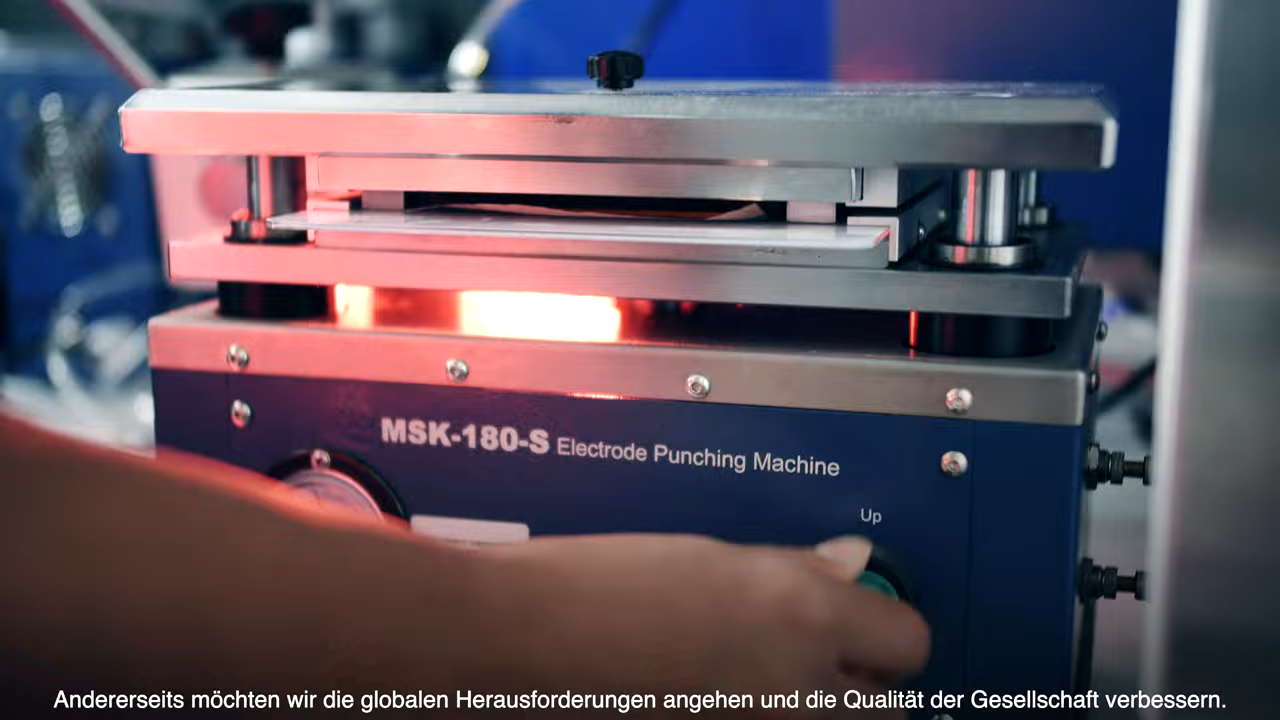 MSK-180-S Electrode Punching Machine
Up
Andererseits möchten wir die globalen Herausforderungen angehen und die Qualität der Gesellschaft verbessern.